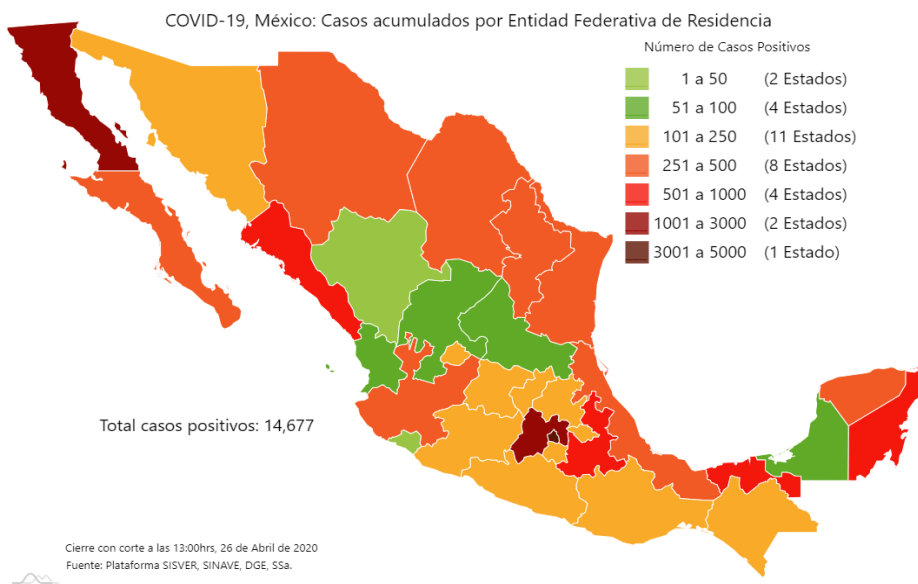 COVID-19, México: Casos acumulados por Entidad Federativa de Residencia
Número de Casos Positivos
1 a 50 (2 Estados)
51 a 100 (4 Estados)
101 a 250 (11 Estados)
251 a 500 (8 Estados)
501 a 1000 (4 Estados)
1001 a 3000 (2 Estados)
3001 a 5000 (1 Estado)
Total casos positivos: 14,677
Cierre con corte a las 13:00hrs, 26 de Abril de 2020
Fuente: Plataforma SISVER, SINAVE, DGE, SSa.